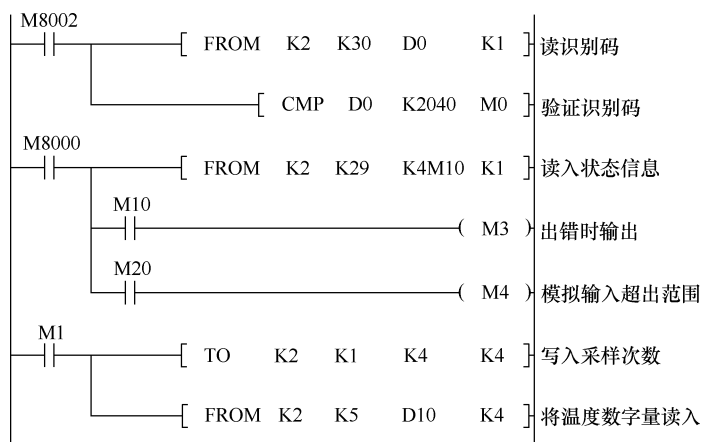 M8002
FROM K2 K30 D0 K1 读识别码
CMP D0 K2040 M0 验证识别码
M8000
FROM K2 K29 K4M10 K1 读入状态信息
M10
M3 出错时输出
M20
M4 模拟输入超出范围
M1
TO K2 K1 K4 K4 写入采样次数
FROM K2 K5 D10 K4 将温度数字量读入